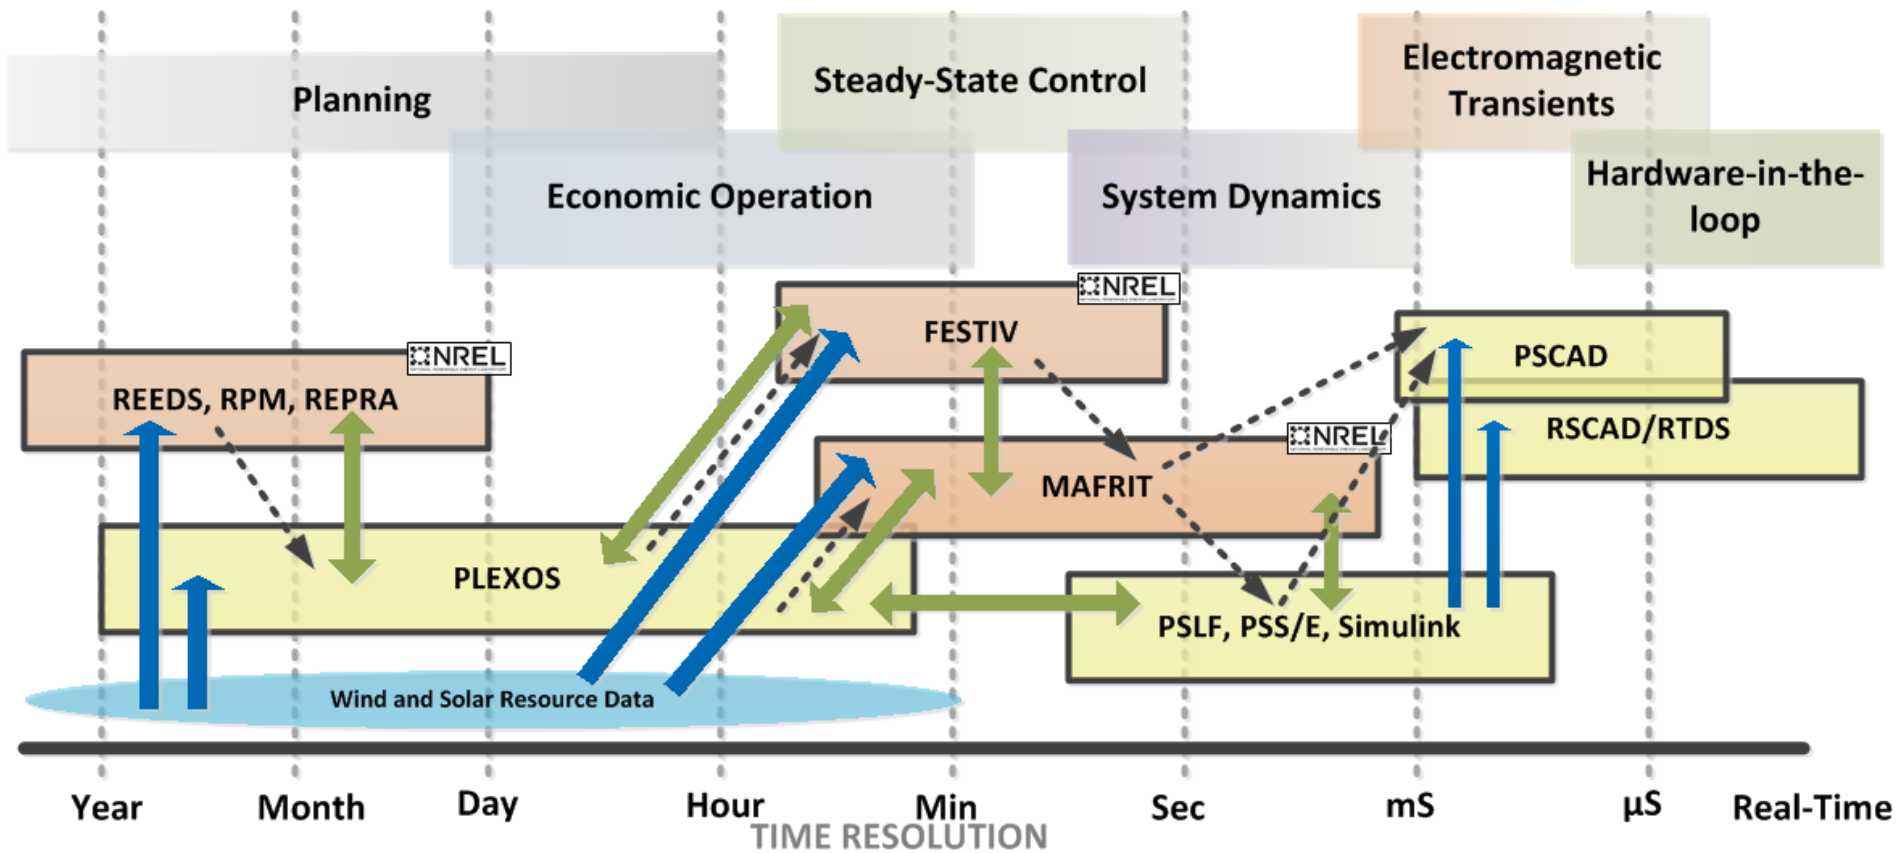 Planning
Steady-State Control
Electromagnetic
Transients
Economic Operation
System Dynamics
Hardware-in-the-
loop
NREL
FESTIV
NREL
REEDS, RPM, REPRA
PSCAD
RSCAD/RTDS
NREL
MAFRIT
PLEXOS
PSLF, PSS/E, Simulink
Wind and Solar Resource Data
Year
Month
Day
Hour
Min
Sec
mS
µS
Real-Time
TIME RESOLUTION